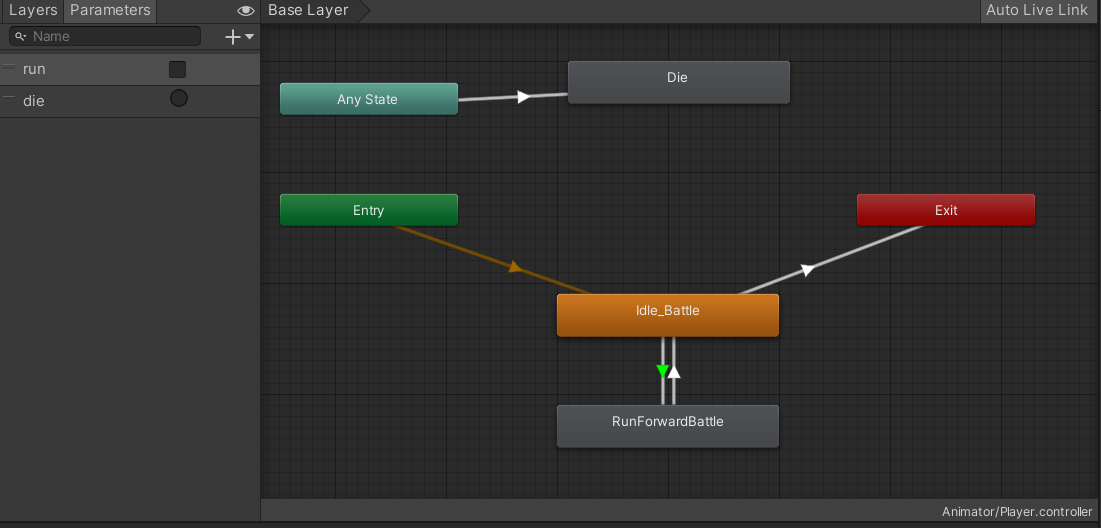 Layers Parameters
Base Layer
Auto Live Link
Name
run
die
Any State
Die
Entry
Exit
Idle_Battle
RunForwardBattle
Animator/Player.controller